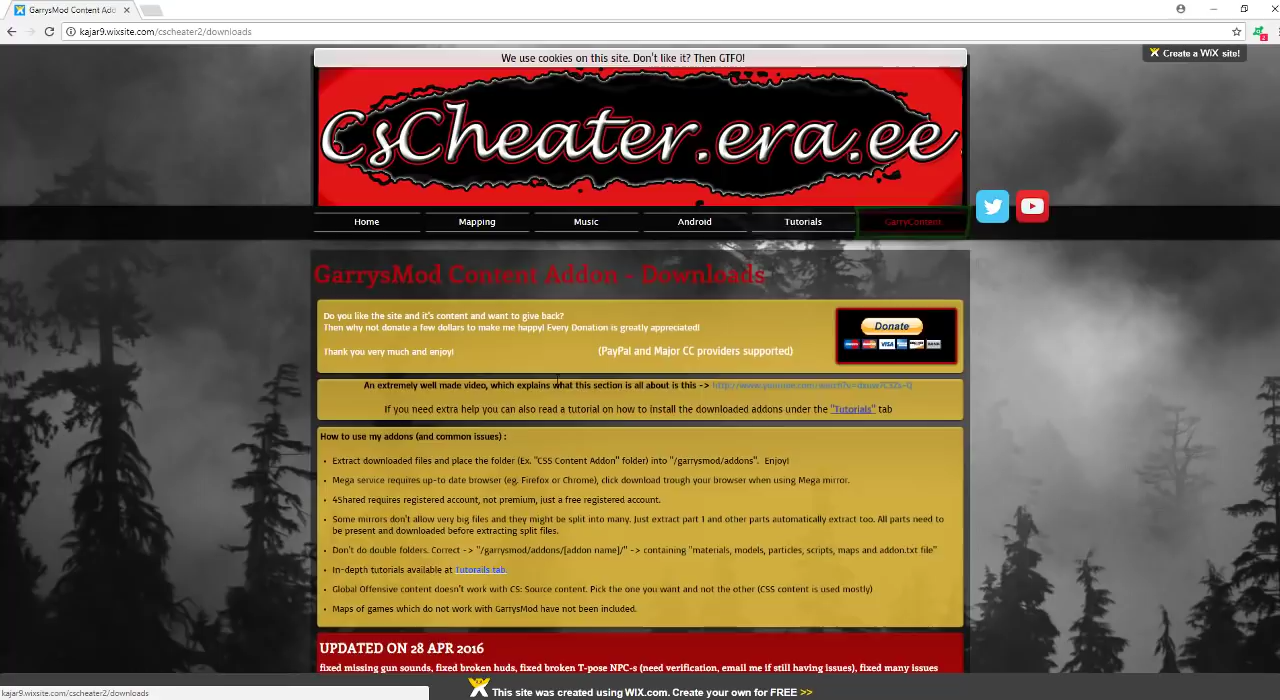 GarrysMod Content Add
kajar9.wixsite.com/cscheater2/downloads
We use cookies on this site. Don't like it? Then GTFO!
Create a WiX site!
CsCheater.era.ee
Home Mapping Music Android Tutorials GarryContent
GarrysMod Content Addon - Downloads
Do you like the site and it's content and want to give back?
Then why not donate a few dollars to make me happy! Every Donation is greatly appreciated!
Donate
Thank you very much and enjoy! (PayPal and Major CC providers supported)
An extremely well made video, which explains what this section is all about is this ->
If you need extra help you can also read a tutorial on how to install the downloaded addons under the "Tutorials" tab
How to use my addons (and common issues) :
• Extract downloaded files and place the folder (Ex. "CSS Content Addon" folder) into "/garrysmod/addons". Enjoy!
• Mega service requires up-to date browser (eg. Firefox or Chrome), click download trough your browser when using Mega mirror.
• 4Shared requires registered account, not premium, just a free registered account.
• Some mirrors don't allow very big files and they might be split into many. Just extract part 1 and other parts automatically extract too. All parts need to
be present and downloaded before extracting split files.
• Don't do double folders. Correct -> "/garrysmod/addons/[addon name]/" -> containing "materials, models, particles, scripts, maps and addon.txt file"
• In-depth tutorials available at Tutorails tab.
• Global Offensive content doesn't work with CS: Source content. Pick the one you want and not the other (CSS content is used mostly)
• Maps of games which do not work with GarrysMod have not been included.
UPDATED ON 28 APR 2016
fixed missing gun sounds, fixed broken huds, fixed broken T-pose NPC-s (need verification, email me if still having issues), fixed many issues
kajar9.wixsite.com/cscheater2/downloads
This site was created using WIX.com. Create your own for FREE >>